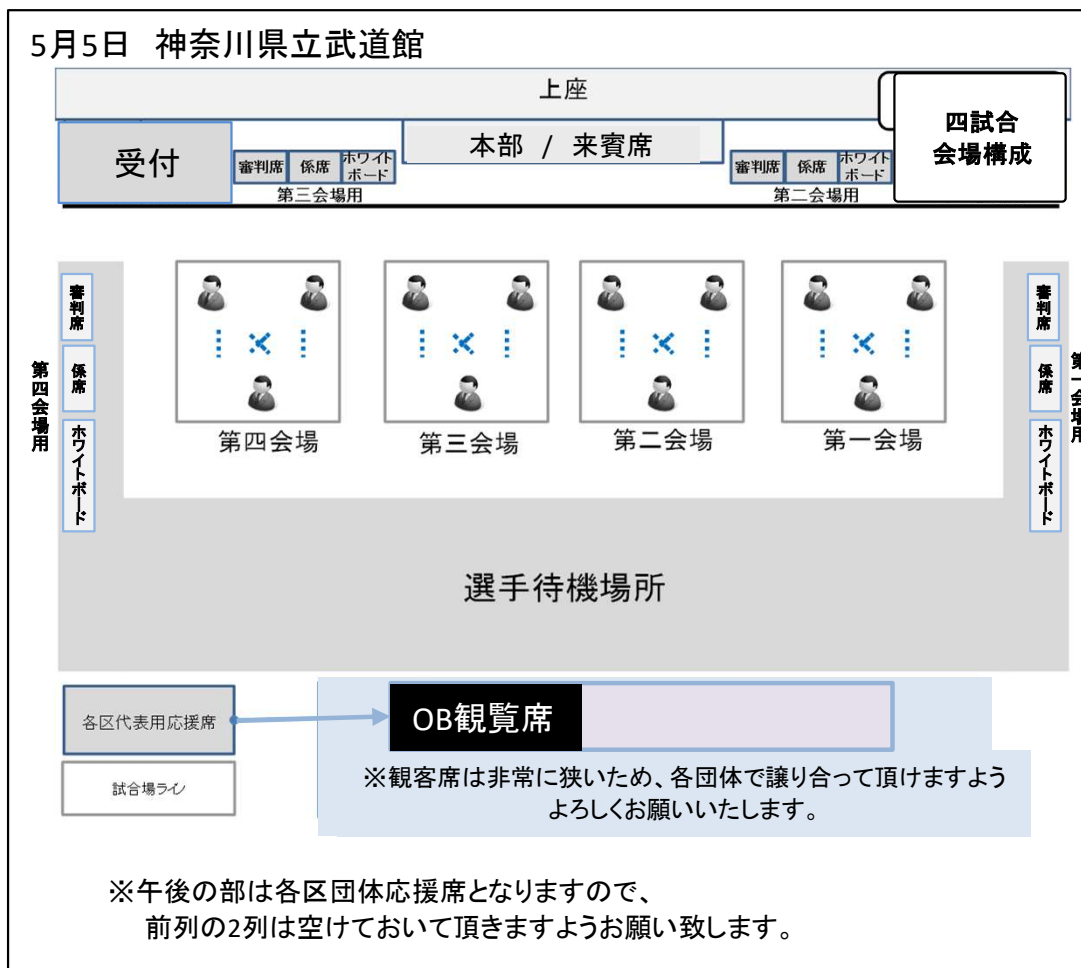 5月5日 神奈川県立武道館
上座
四試合
会場構成
受付
審判席
係席
ホワイト
ボード
第三会場用
本部 / 来賓席
審判席
係席
ホワイト
ボード
第二会場用
審判席
係席
ホワイトボード
第四会場用
第四会場
第三会場
第二会場
第一会場
審判席
係席
ホワイトボード
第一会場用
選手待機場所
各区代表用応援席
OB観覧席
試合場ライン
※観客席は非常に狭いため、各団体で譲り合って頂けますよう
よろしくお願いいたします。
※午後の部は各区団体応援席となりますので、
前列の2列は空けておいて頂きますようお願い致します。